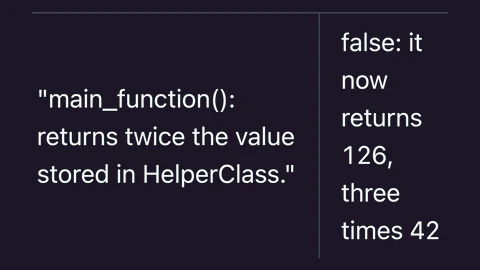 "main_function():
returns twice the value
stored in HelperClass."
false: it
now
returns
126,
three
times 42